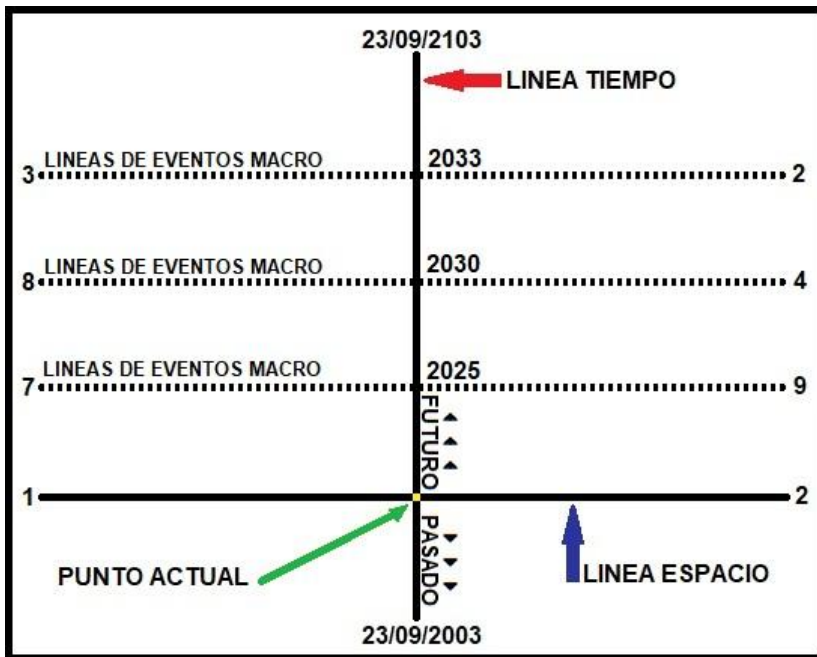 23/09/2103
LINEA TIEMPO
LINEAS DE EVENTOS MACRO
2033
3
2
LINEAS DE EVENTOS MACRO
2030
8
4
LINEAS DE EVENTOS MACRO
2025
7
9
FUTURO
1
2
PASADO
PUNTO ACTUAL
LINEA ESPACIO
23/09/2003